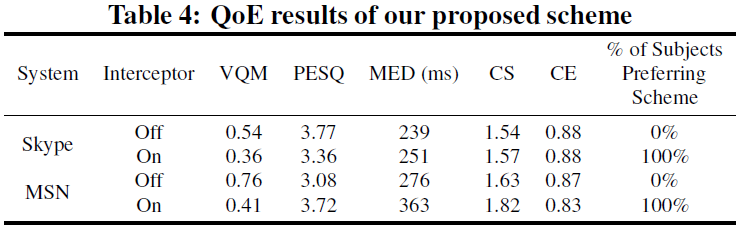 Table 4: QoE results of our proposed scheme
System Interceptor VQM PESQ MED (ms) CS CE % of Subjects Preferring Scheme
Skype Off 0.54 3.77 239 1.54 0.88 0%
On 0.36 3.36 251 1.57 0.88 100%
MSN Off 0.76 3.08 276 1.63 0.87 0%
On 0.41 3.72 363 1.82 0.83 100%